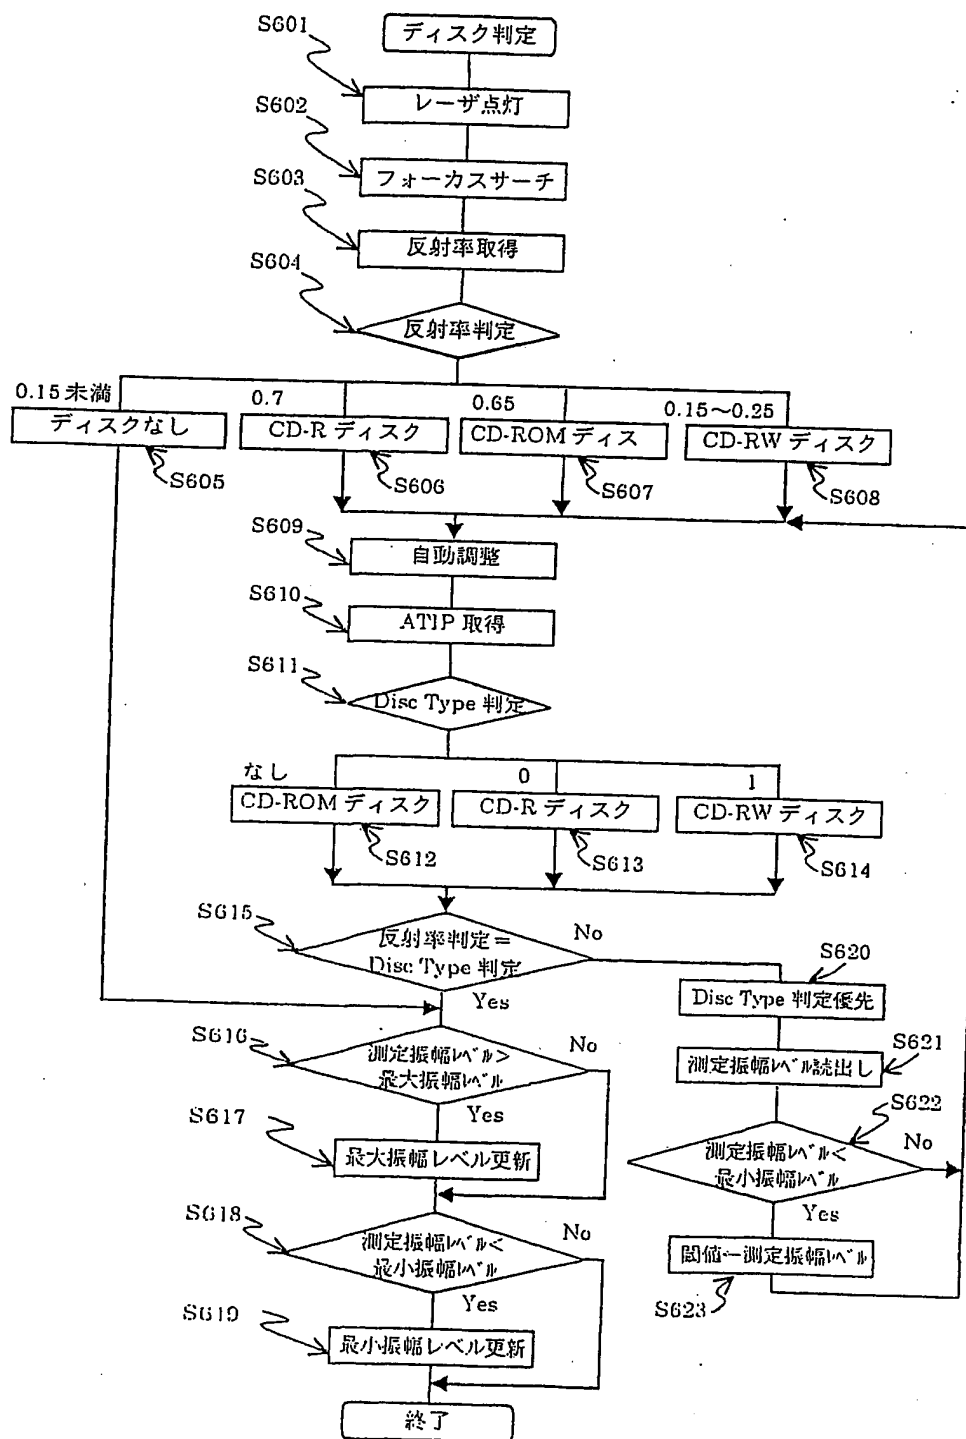 S601
ディスク判定
レーザ点灯
S602
フォーカスサーチ
S603
反射率取得
S604
反射率判定
0.15未満
0.7
0.65
0.15～0.25
ディスクなし
CD-R ディスク
CD-ROM ディス
CD-RW ディスク
S605
S606
S607
S608
S609
自動調整
S610
ATIP 取得
S611
Disc Type 判定
なし
0
1
CD-ROM ディスク
CD-R ディスク
CD-RW ディスク
S612
S613
S614
S615
反射率判定＝
Disc Type 判定
No
Yes
S620
Disc Type 判定優先
S616
測定振幅レベル＞
最大振幅レベル
No
Yes
S621
測定振幅レベル読出し
S617
最大振幅レベル更新
S622
測定振幅レベル＜
最小振幅レベル
No
Yes
S618
測定振幅レベル＜
最小振幅レベル
No
Yes
閾値←測定振幅レベル
S623
S619
最小振幅レベル更新
終了